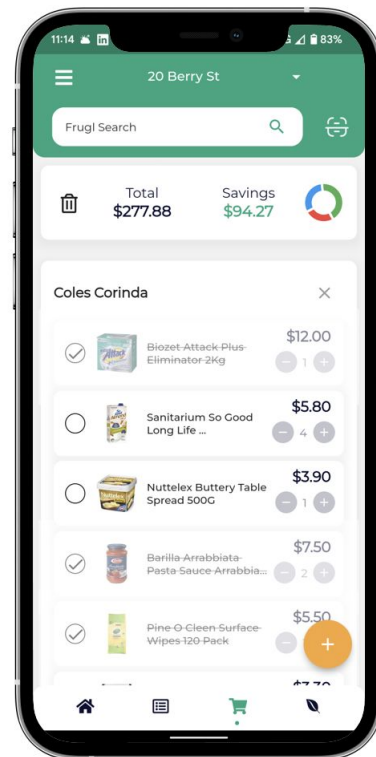 11:14
83%
20 Berry St
Frugl Search
Total
$277.88
Savings
$94.27
Coles Corinda
Biozet Attack Plus
Eliminator 2Kg
$12.00
1
Sanitarium So Good
Long Life ...
$5.80
4
Nuttelex Buttery Table
Spread 500G
$3.90
1
Barilla Arrabbiata
Pasta Sauce Arrabbia...
$7.50
2
Pine O Cleen Surface
Wipes 120 Pack
$5.50